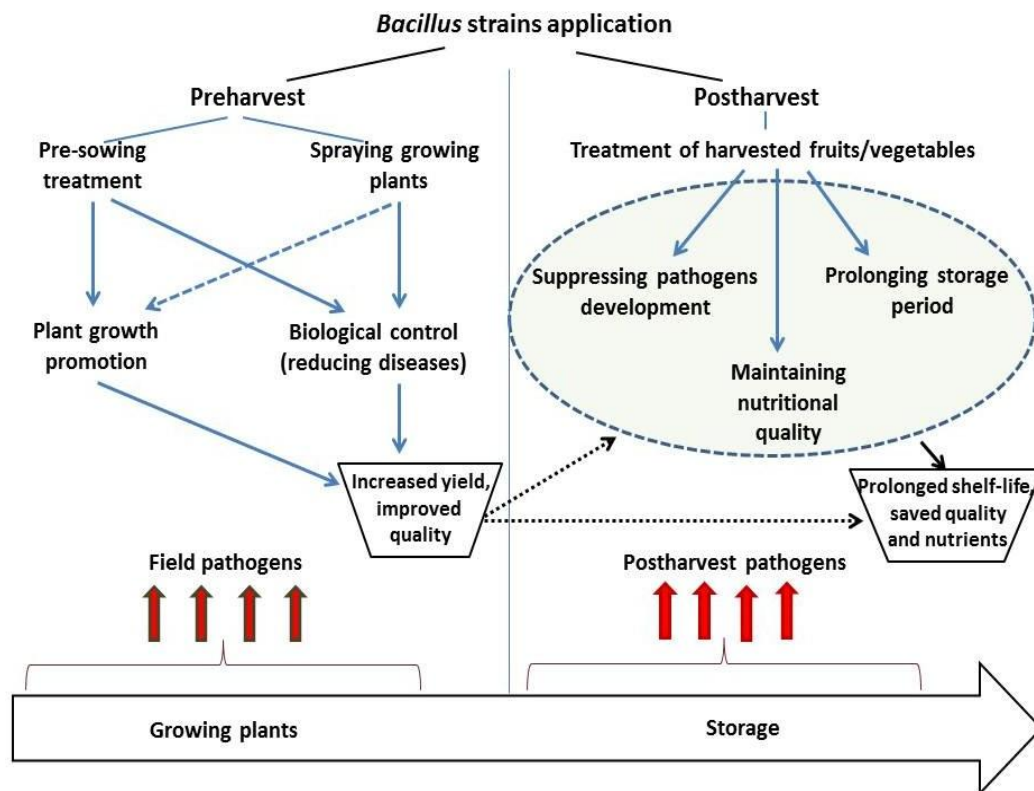 Bacillus strains application
Preharvest
Postharvest
Pre-sowing
treatment
Spraying growing
plants
Treatment of harvested fruits/vegetables
Suppressing pathogens
development
Prolonging storage
period
Plant growth
promotion
Biological control
(reducing diseases)
Maintaining
nutritional
quality
Increased yield,
improved
quality
Prolonged shelf-life,
saved quality
and nutrients
Field pathogens
Postharvest pathogens
Growing plants
Storage